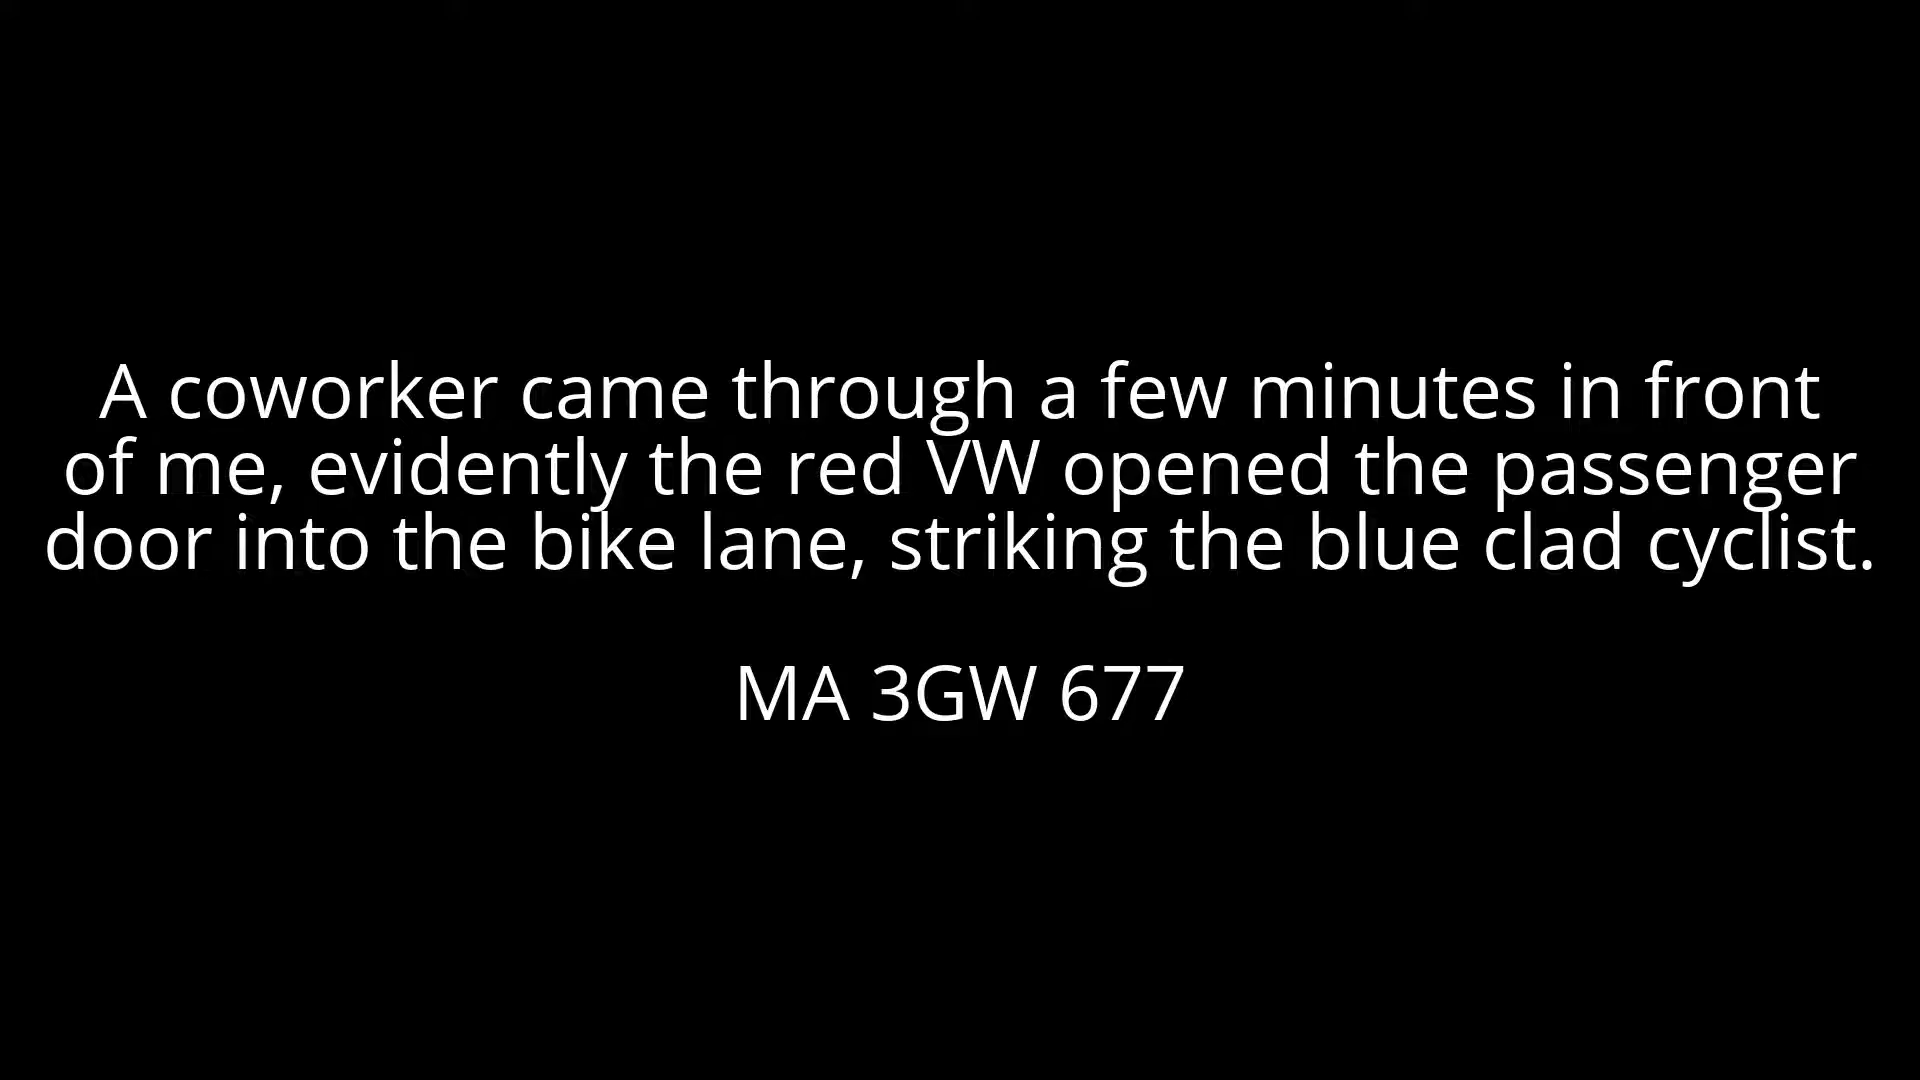 A coworker came through a few minutes in front
of me, evidently the red VW opened the passenger
door into the bike lane, striking the blue clad cyclist.
MA 3GW 677